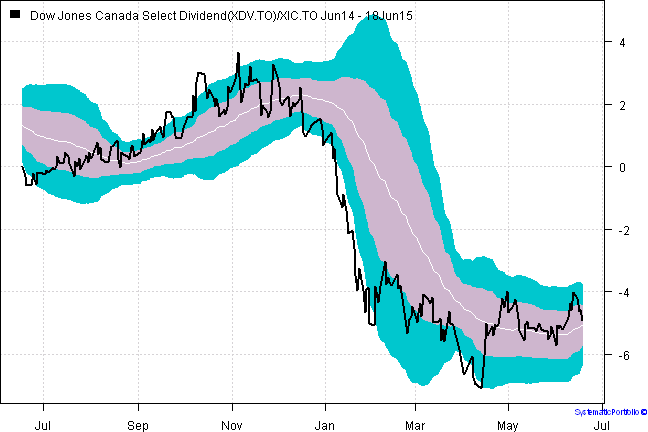 Dow Jones Canada Select Dividend(XDV.TO)/XIC.TO Jun14 - 18Jun15
4
2
0
-2
-4
-6
SystematicPortfolio ©
Jul Sep Nov Jan Mar May Jul